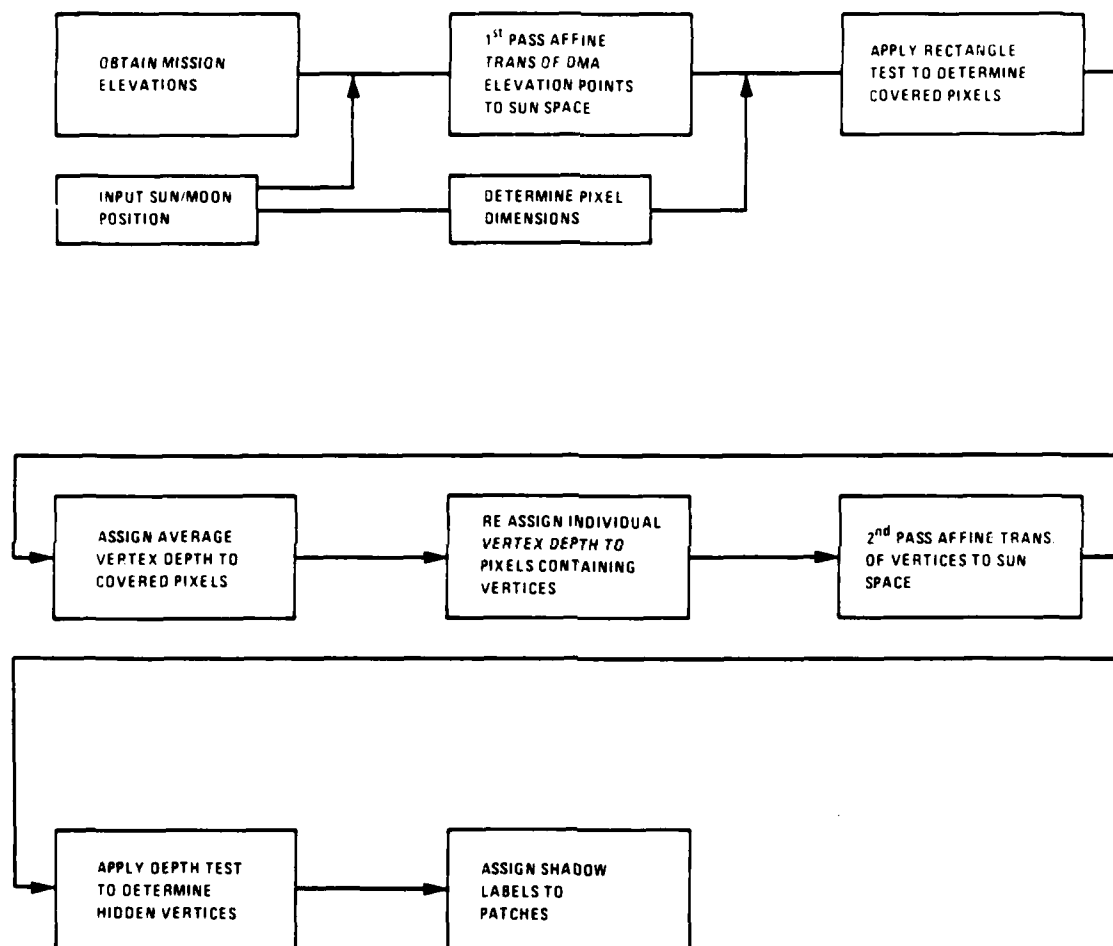 OBTAIN MISSION
ELEVATIONS
1st PASS AFFINE
TRANS OF DMA
ELEVATION POINTS
TO SUN SPACE
APPLY RECTANGLE
TEST TO DETERMINE
COVERED PIXELS
INPUT SUN/MOON
POSITION
DETERMINE PIXEL
DIMENSIONS
ASSIGN AVERAGE
VERTEX DEPTH TO
COVERED PIXELS
RE ASSIGN INDIVIDUAL
VERTEX DEPTH TO
PIXELS CONTAINING
VERTICES
2nd PASS AFFINE TRANS.
OF VERTICES TO SUN
SPACE
APPLY DEPTH TEST
TO DETERMINE
HIDDEN VERTICES
ASSIGN SHADOW
LABELS TO
PATCHES